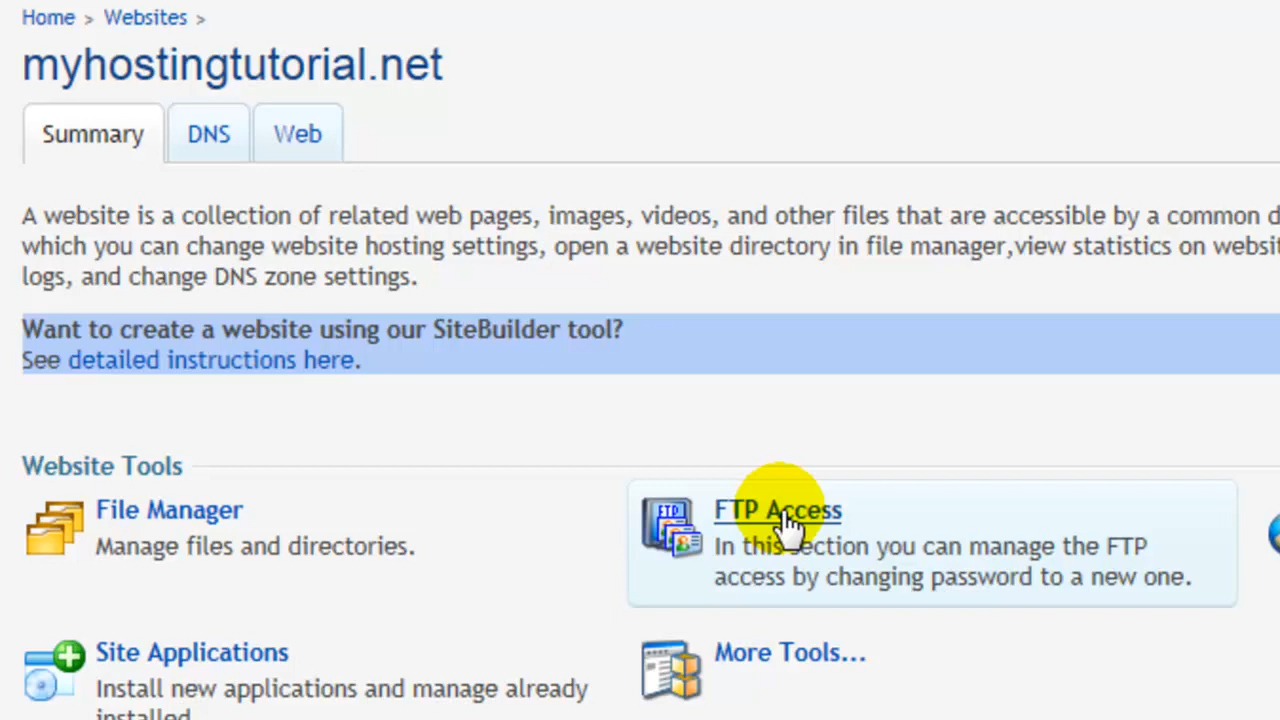 Home > Websites >
myhostingtutorial.net
Summary DNS Web
A website is a collection of related web pages, images, videos, and other files that are accessible by a common
which you can change website hosting settings, open a website directory in file manager,view statistics on
logs, and change DNS zone settings.
Want to create a website using our SiteBuilder tool?
See detailed instructions here.
Website Tools
File Manager
Manage files and directories.
FTP
FTP Access
In this section you can manage the FTP
access by changing password to a new one.
Site Applications
Install new applications and manage already
installed.
More Tools...